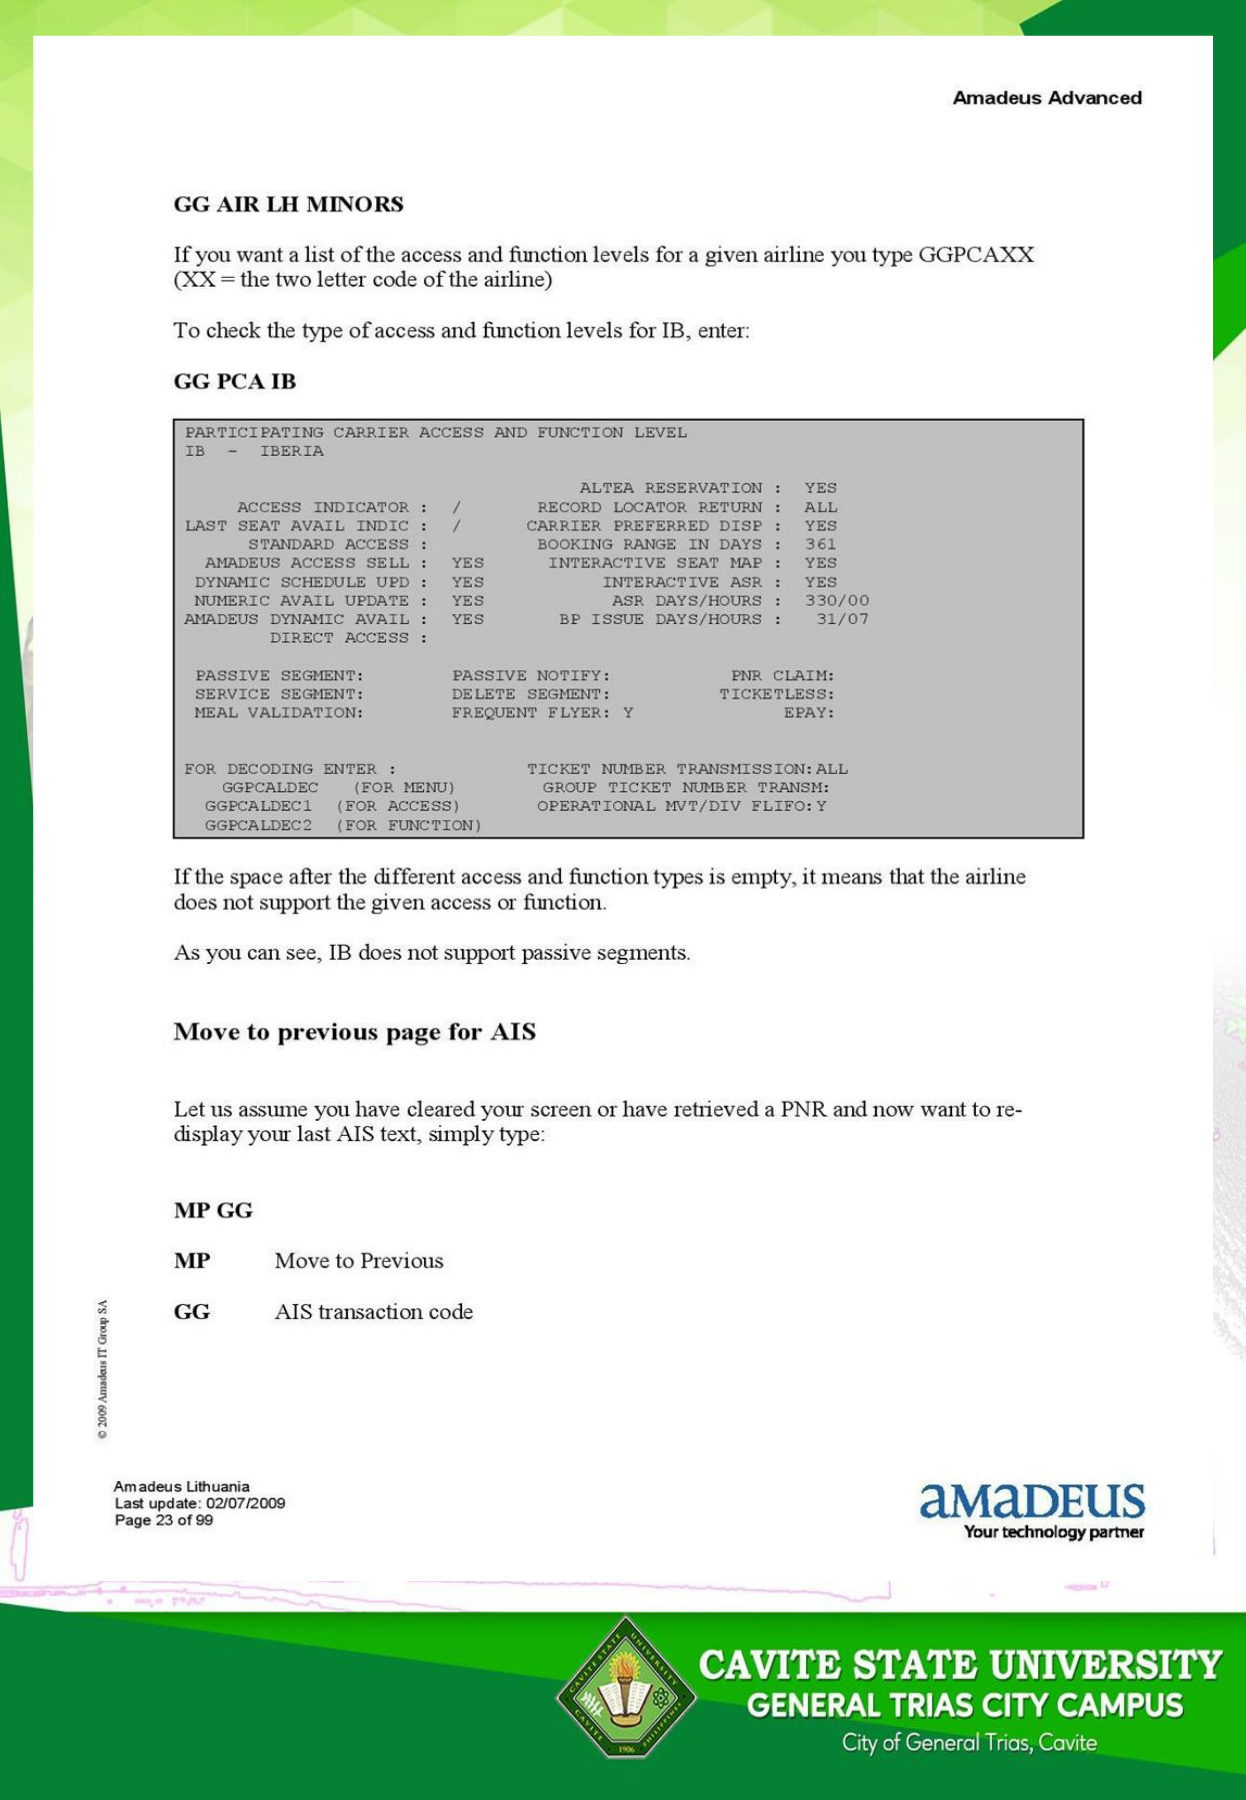 Amadeus Advanced
GG AIR LH MINORS
If you want a list of the access and function levels for a given airline you type GGPCAXX
(XX = the two letter code of the airline)
To check the type of access and function levels for IB, enter:
GG PCA IB
PARTICIPATING CARRIER ACCESS AND FUNCTION LEVEL
IB - IBERIA
ALTEA RESERVATION : YES
ACCESS INDICATOR : / RECORD LOCATOR RETURN : ALL
LAST SEAT AVAIL INDIC : / CARRIER PREFERRED DISP : YES
STANDARD ACCESS : BOOKING RANGE IN DAYS : 361
AMADEUS ACCESS SELL : YES INTERACTIVE SEAT MAP : YES
DYNAMIC SCHEDULE UPD : YES INTERACTIVE ASR : YES
NUMERIC AVAIL UPDATE : YES ASR DAYS/HOURS : 330/00
AMADEUS DYNAMIC AVAIL : YES BP ISSUE DAYS/HOURS : 31/07
DIRECT ACCESS :
PASSIVE SEGMENT: PASSIVE NOTIFY: PNR CLAIM:
SERVICE SEGMENT: DELETE SEGMENT: TICKETLESS:
MEAL VALIDATION: FREQUENT FLYER: Y EPAY:
FOR DECODING ENTER : TICKET NUMBER TRANSMISSION:ALL
GGPCALDEC (FOR MENU) GROUP TICKET NUMBER TRANSM:
GGPCALDEC1 (FOR ACCESS) OPERATIONAL MVT/DIV FLIFO:Y
GGPCALDEC2 (FOR FUNCTION)
If the space after the different access and function types is empty, it means that the airline
does not support the given access or function.
As you can see, IB does not support passive segments.
Move to previous page for AIS
Let us assume you have cleared your screen or have retrieved a PNR and now want to re-
display your last AIS text, simply type:
MP GG
MP Move to Previous
GG AIS transaction code
© 2009 Amadeus IT Group SA
Amadeus Lithuania
Last update: 02/07/2009
Page 23 of 99
aMaDEUS
Your technology partner
CAVITE STATE UNIVERSITY
CAVITE PHILIPPINES
1906
CAVITE STATE UNIVERSITY
GENERAL TRIAS CITY CAMPUS
City of General Trias, Cavite